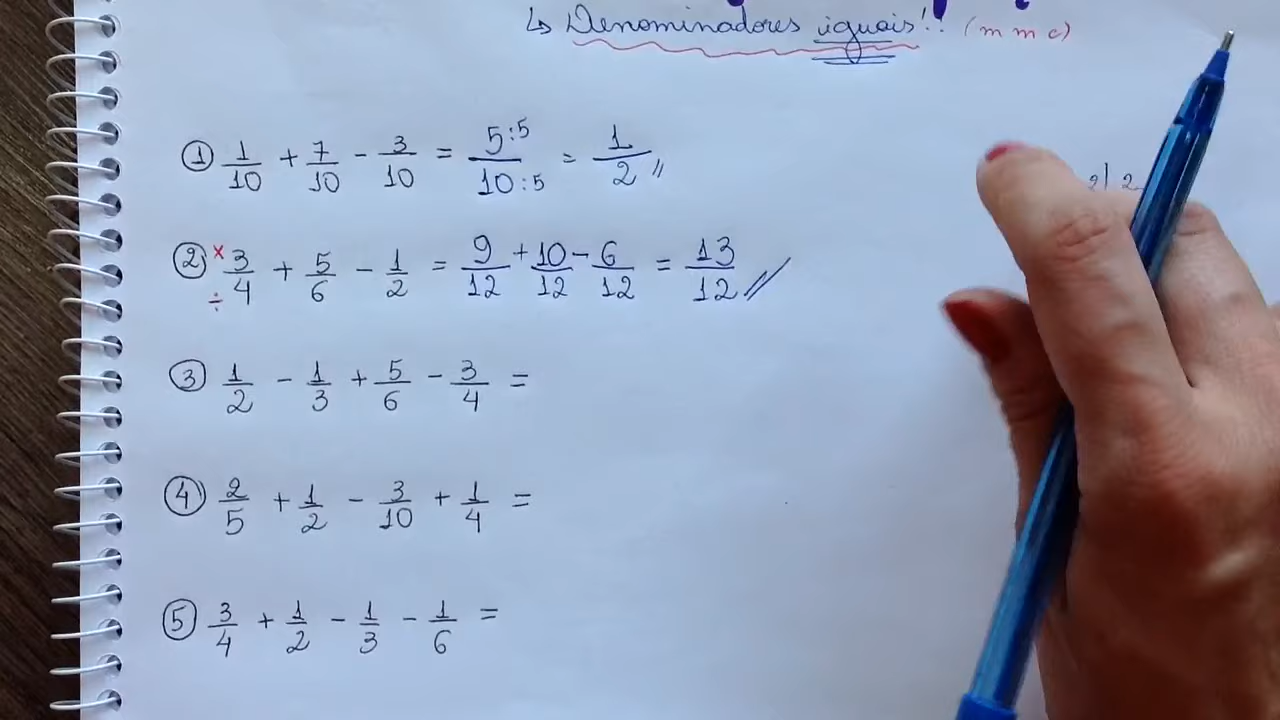 ↳ Denominadores iguais!! (m m c)
① 1/10 + 7/10 - 3/10 = 5:5/10:5 = 1/2 //
2| 2
② × ÷ 3/4 + 5/6 - 1/2 = 9/12 + 10/12 - 6/12 = 13/12 //
③ 1/2 - 1/3 + 5/6 - 3/4 =
④ 2/5 + 1/2 - 3/10 + 1/4 =
⑤ 3/4 + 1/2 - 1/3 - 1/6 =